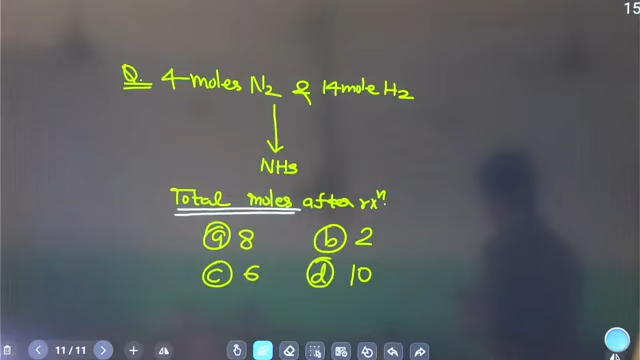 15
Q. 4-moles N₂ & 14 mole H₂
NH₃
Total moles after rxⁿ?
(a) 8 (b) 2
(c) 6 (d) 10
11/11